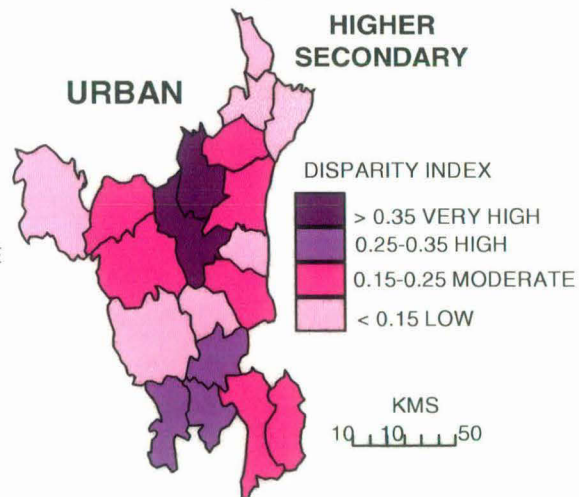 HIGHER
SECONDARY
URBAN
DISPARITY INDEX
> 0.35 VERY HIGH
0.25-0.35 HIGH
0.15-0.25 MODERATE
< 0.15 LOW
KMS
10 10 50